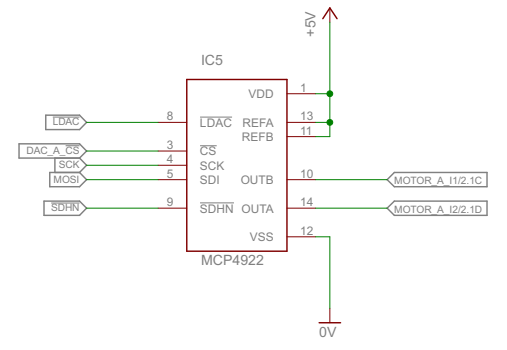 +5V
IC5
VDD 1
LDAC 8 LDAC REFA 13
REFB 11
DAC_A_CS 3 CS
SCK 4 SCK
MOSI 5 SDI OUTB 10 MOTOR_A_I1/2.1C
SDHN 9 SDHN OUTA 14 MOTOR_A_I2/2.1D
VSS 12
MCP4922
0V